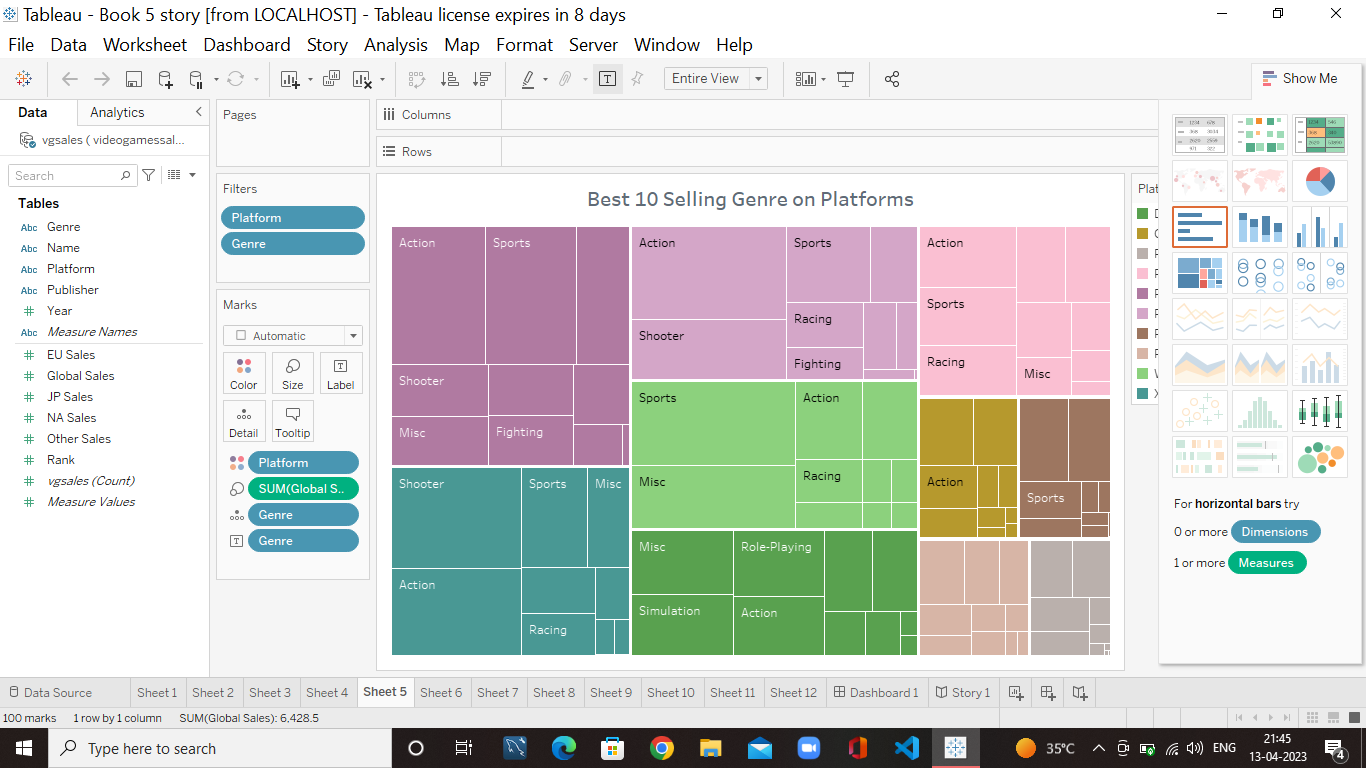 Tableau - Book 5 story [from LOCALHOST] - Tableau license expires in 8 days
File Data Worksheet Dashboard Story Analysis Map Format Server Window Help
Entire View
Show Me
Data Analytics
vgsales ( videogamessal...
Search
Tables
Abc Genre
Abc Name
Abc Platform
Abc Publisher
# Year
Abc Measure Names
# EU Sales
# Global Sales
# JP Sales
# NA Sales
# Other Sales
# Rank
# vgsales (Count)
# Measure Values
Pages
Filters
Platform
Genre
Marks
Automatic
Color Size Label
Detail Tooltip
Platform
SUM(Global S..
Genre
Genre
Columns
Rows
Best 10 Selling Genre on Platforms
Action Sports
Shooter
Misc Fighting
Shooter Sports Misc
Action
Racing
Action Sports
Shooter Racing
Fighting
Sports Action
Misc Racing
Misc Role-Playing
Simulation Action
Action
Sports
Racing Misc
Action
Sports
Plat
For horizontal bars try
0 or more Dimensions
1 or more Measures
Data Source Sheet 1 Sheet 2 Sheet 3 Sheet 4 Sheet 5 Sheet 6 Sheet 7 Sheet 8 Sheet 9 Sheet 10 Sheet 11 Sheet 12 Dashboard 1 Story 1
100 marks 1 row by 1 column SUM(Global Sales): 6,428.5
Type here to search
35°C
ENG
21:45
13-04-2023
4